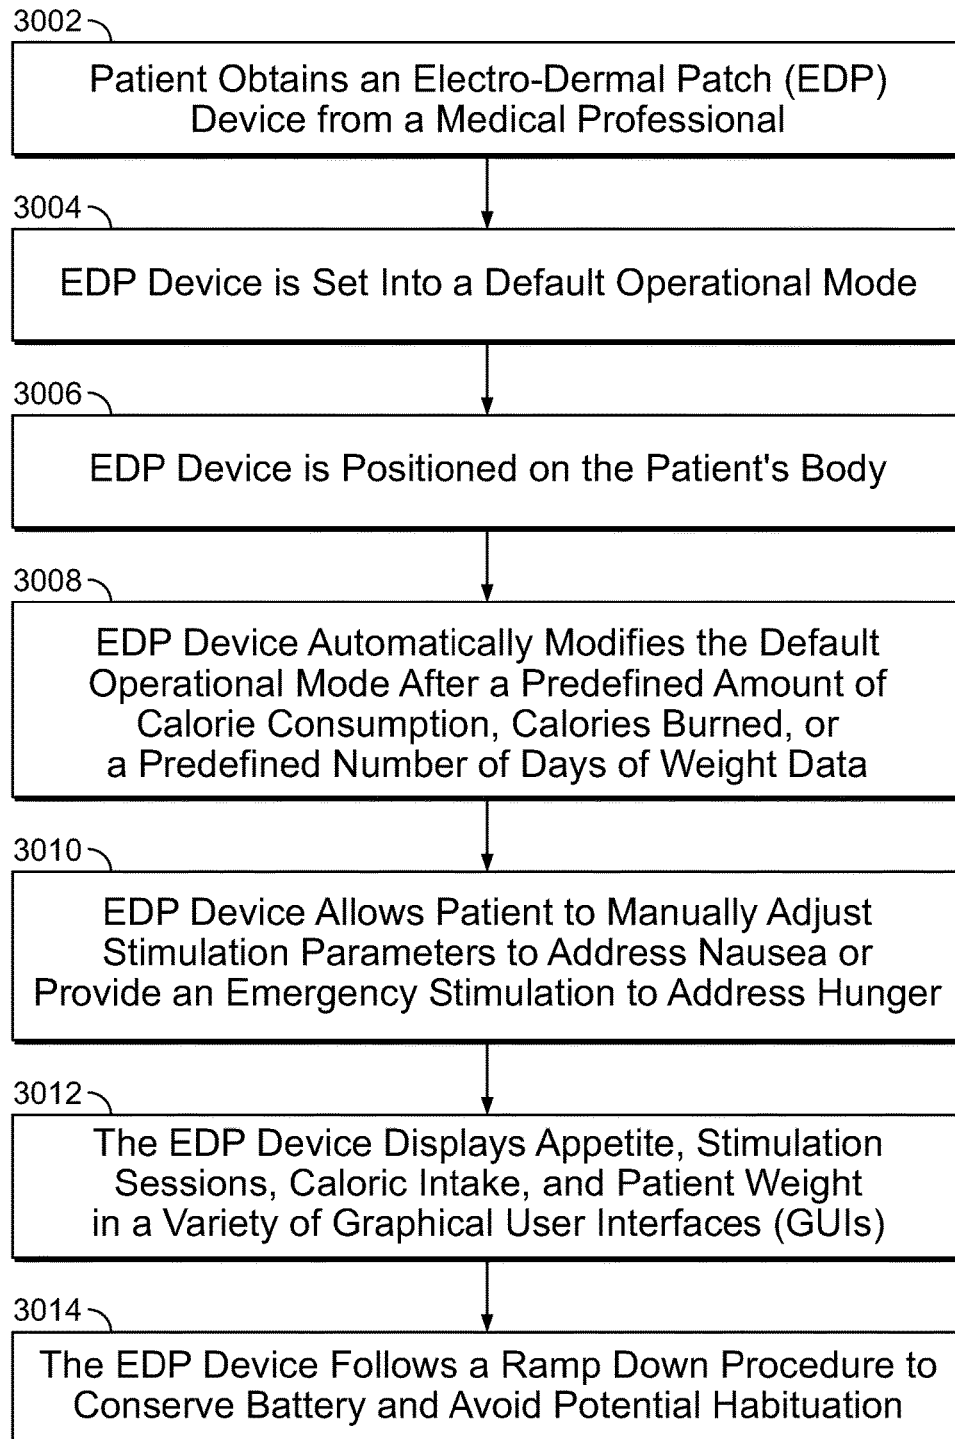 3002
Patient Obtains an Electro-Dermal Patch (EDP)
Device from a Medical Professional
3004
EDP Device is Set Into a Default Operational Mode
3006
EDP Device is Positioned on the Patient's Body
3008
EDP Device Automatically Modifies the Default
Operational Mode After a Predefined Amount of
Calorie Consumption, Calories Burned, or
a Predefined Number of Days of Weight Data
3010
EDP Device Allows Patient to Manually Adjust
Stimulation Parameters to Address Nausea or
Provide an Emergency Stimulation to Address Hunger
3012
The EDP Device Displays Appetite, Stimulation
Sessions, Caloric Intake, and Patient Weight
in a Variety of Graphical User Interfaces (GUIs)
3014
The EDP Device Follows a Ramp Down Procedure to
Conserve Battery and Avoid Potential Habituation